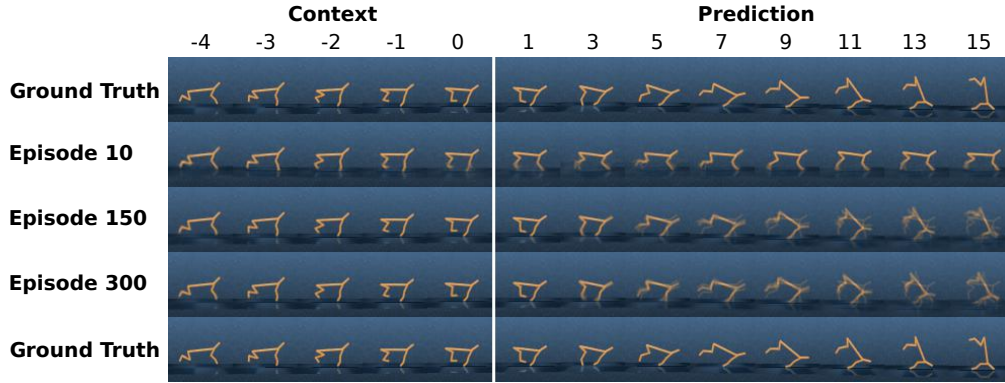 Context Prediction
-4 -3 -2 -1 0 1 3 5 7 9 11 13 15
Ground Truth
Episode 10
Episode 150
Episode 300
Ground Truth